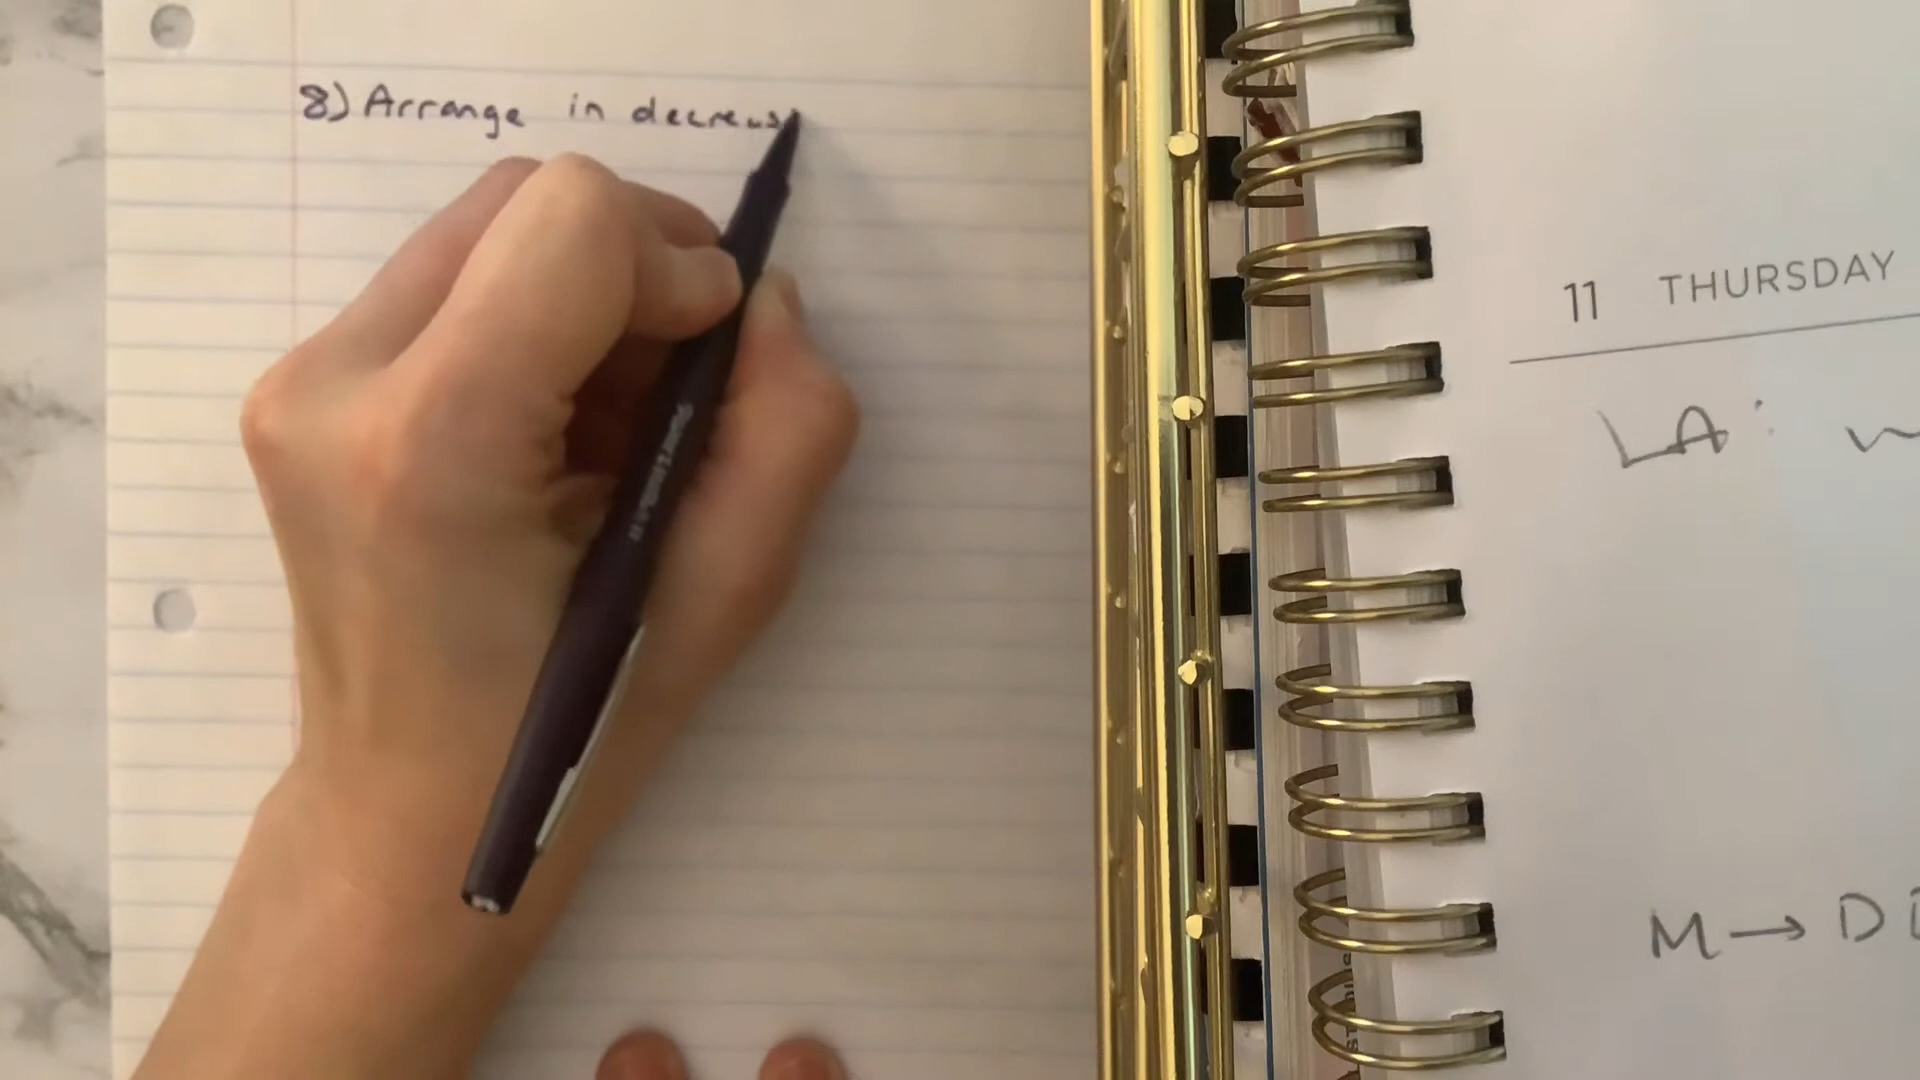 8) Arrange in decreas
11 THURSDAY
LA:
M → D